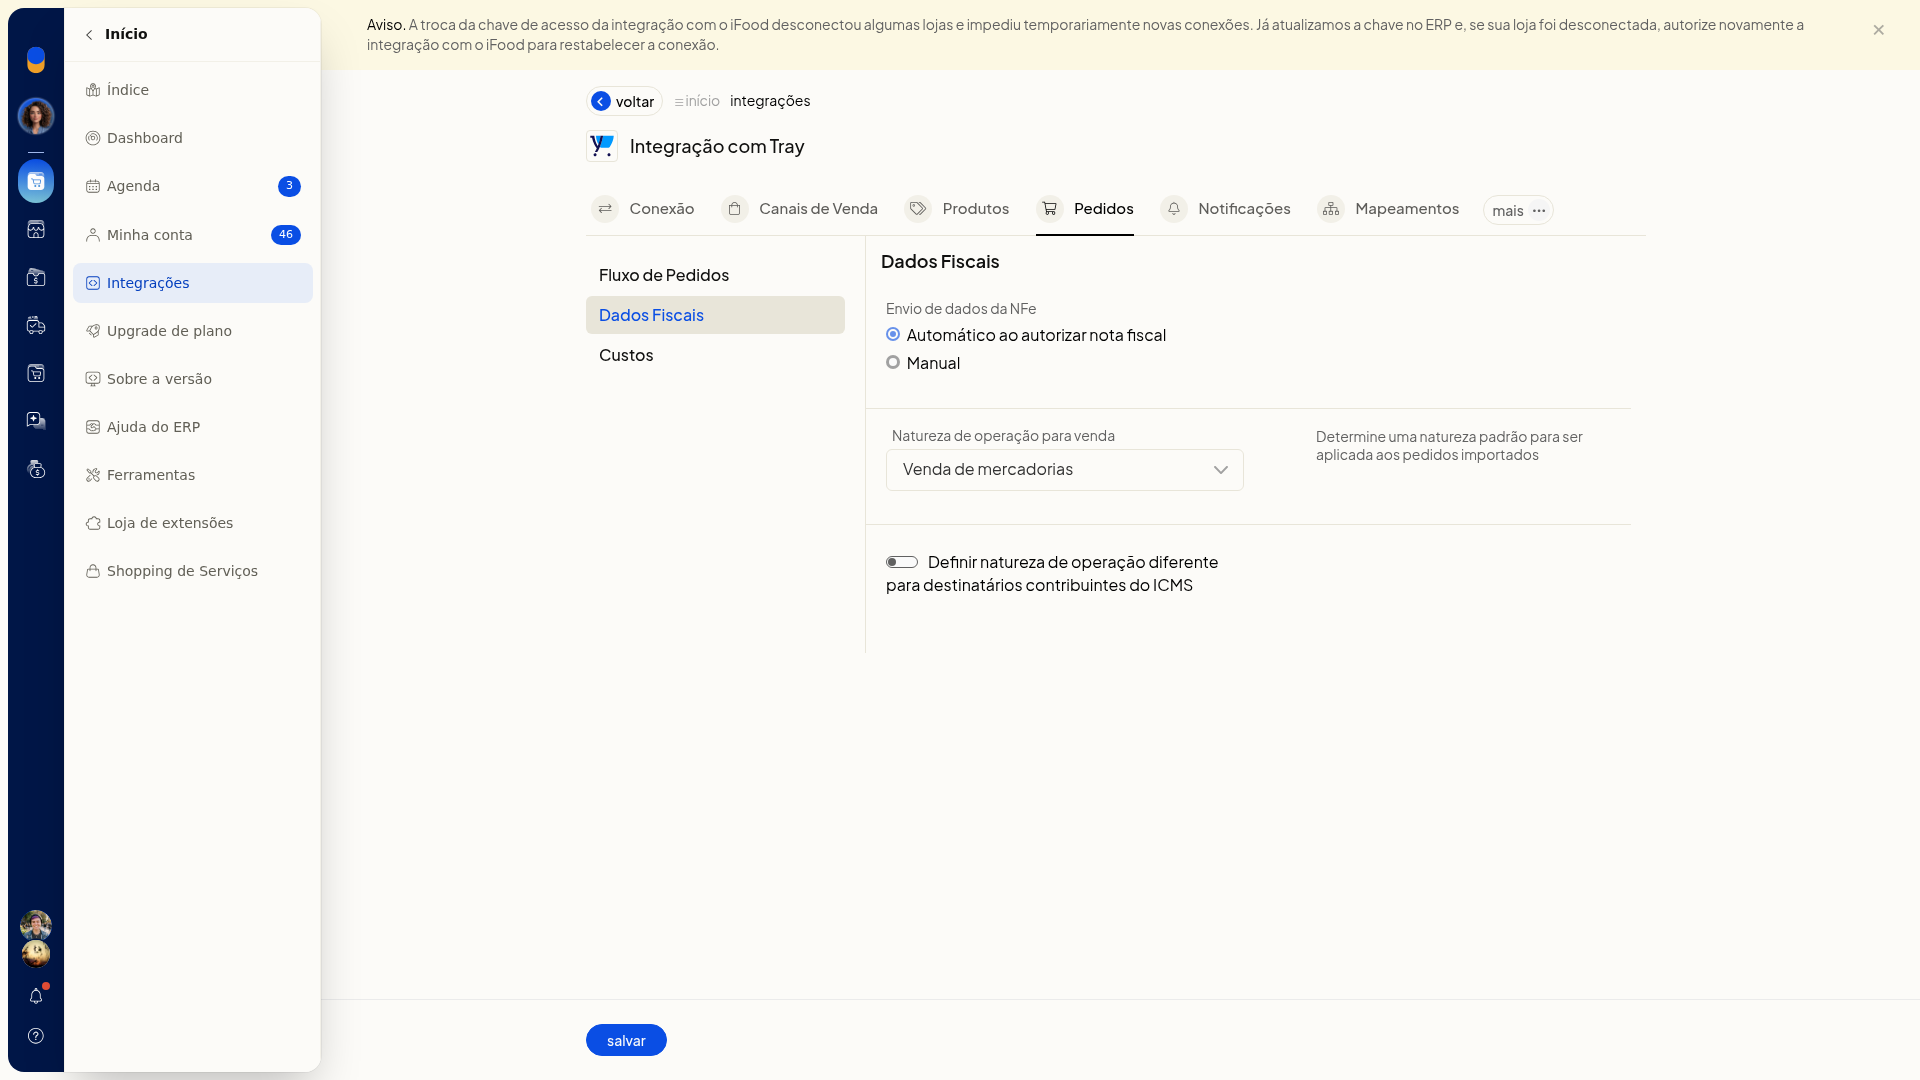 Início
Índice
Dashboard
Agenda
3
Minha conta
46
Integrações
Upgrade de plano
Sobre a versão
Ajuda do ERP
Ferramentas
Loja de extensões
Shopping de Serviços
Aviso. A troca da chave de acesso da integração com o iFood desconectou algumas lojas e impediu temporariamente novas conexões. Já atualizamos a chave no ERP e, se sua loja foi desconectada, autorize novamente a
integração com o iFood para restabelecer a conexão.
voltar
início
integrações
Integração com Tray
Conexão
Canais de Venda
Produtos
Pedidos
Notificações
Mapeamentos
mais
Fluxo de Pedidos
Dados Fiscais
Custos
Dados Fiscais
Envio de dados da NFe
Automático ao autorizar nota fiscal
Manual
Natureza de operação para venda
Venda de mercadorias
Determine uma natureza padrão para ser
aplicada aos pedidos importados
Definir natureza de operação diferente
para destinatários contribuintes do ICMS
salvar